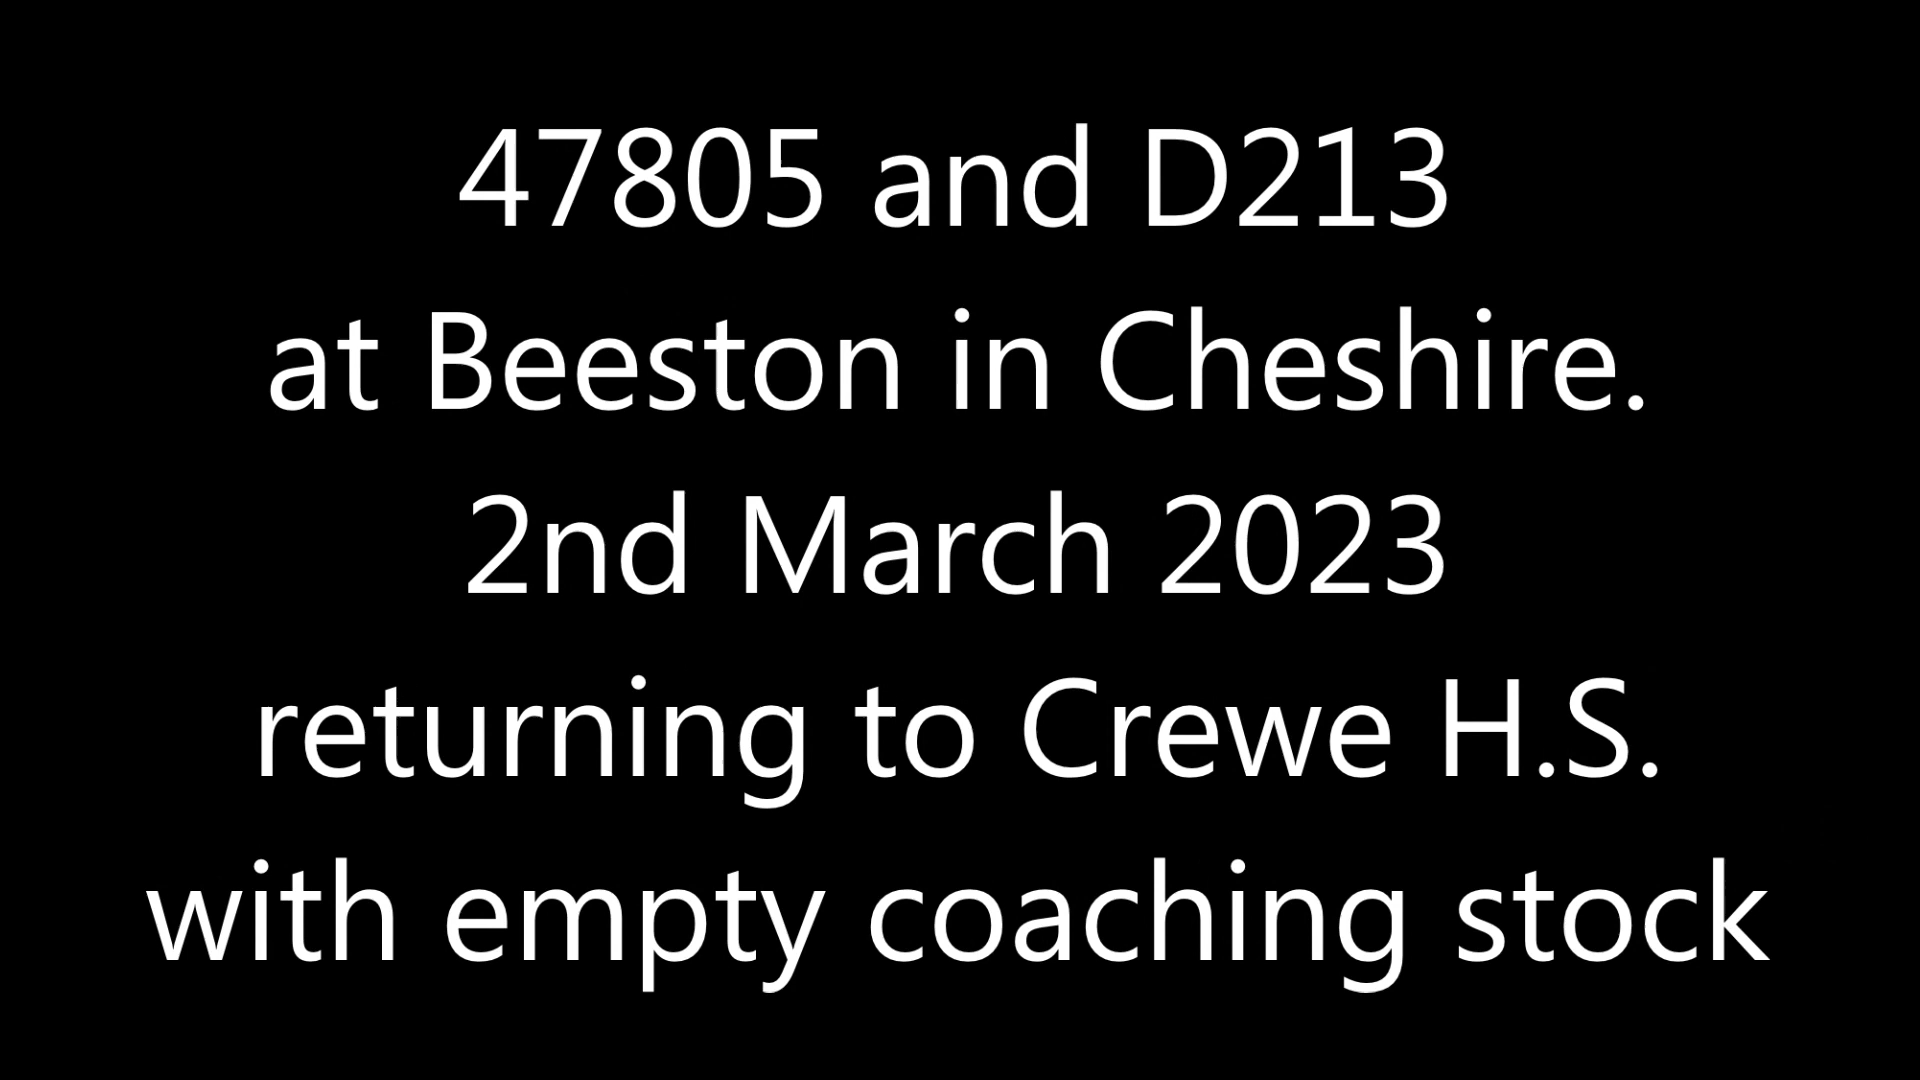 47805 and D213
at Beeston in Cheshire.
2nd March 2023
returning to Crewe H.S.
with empty coaching stock